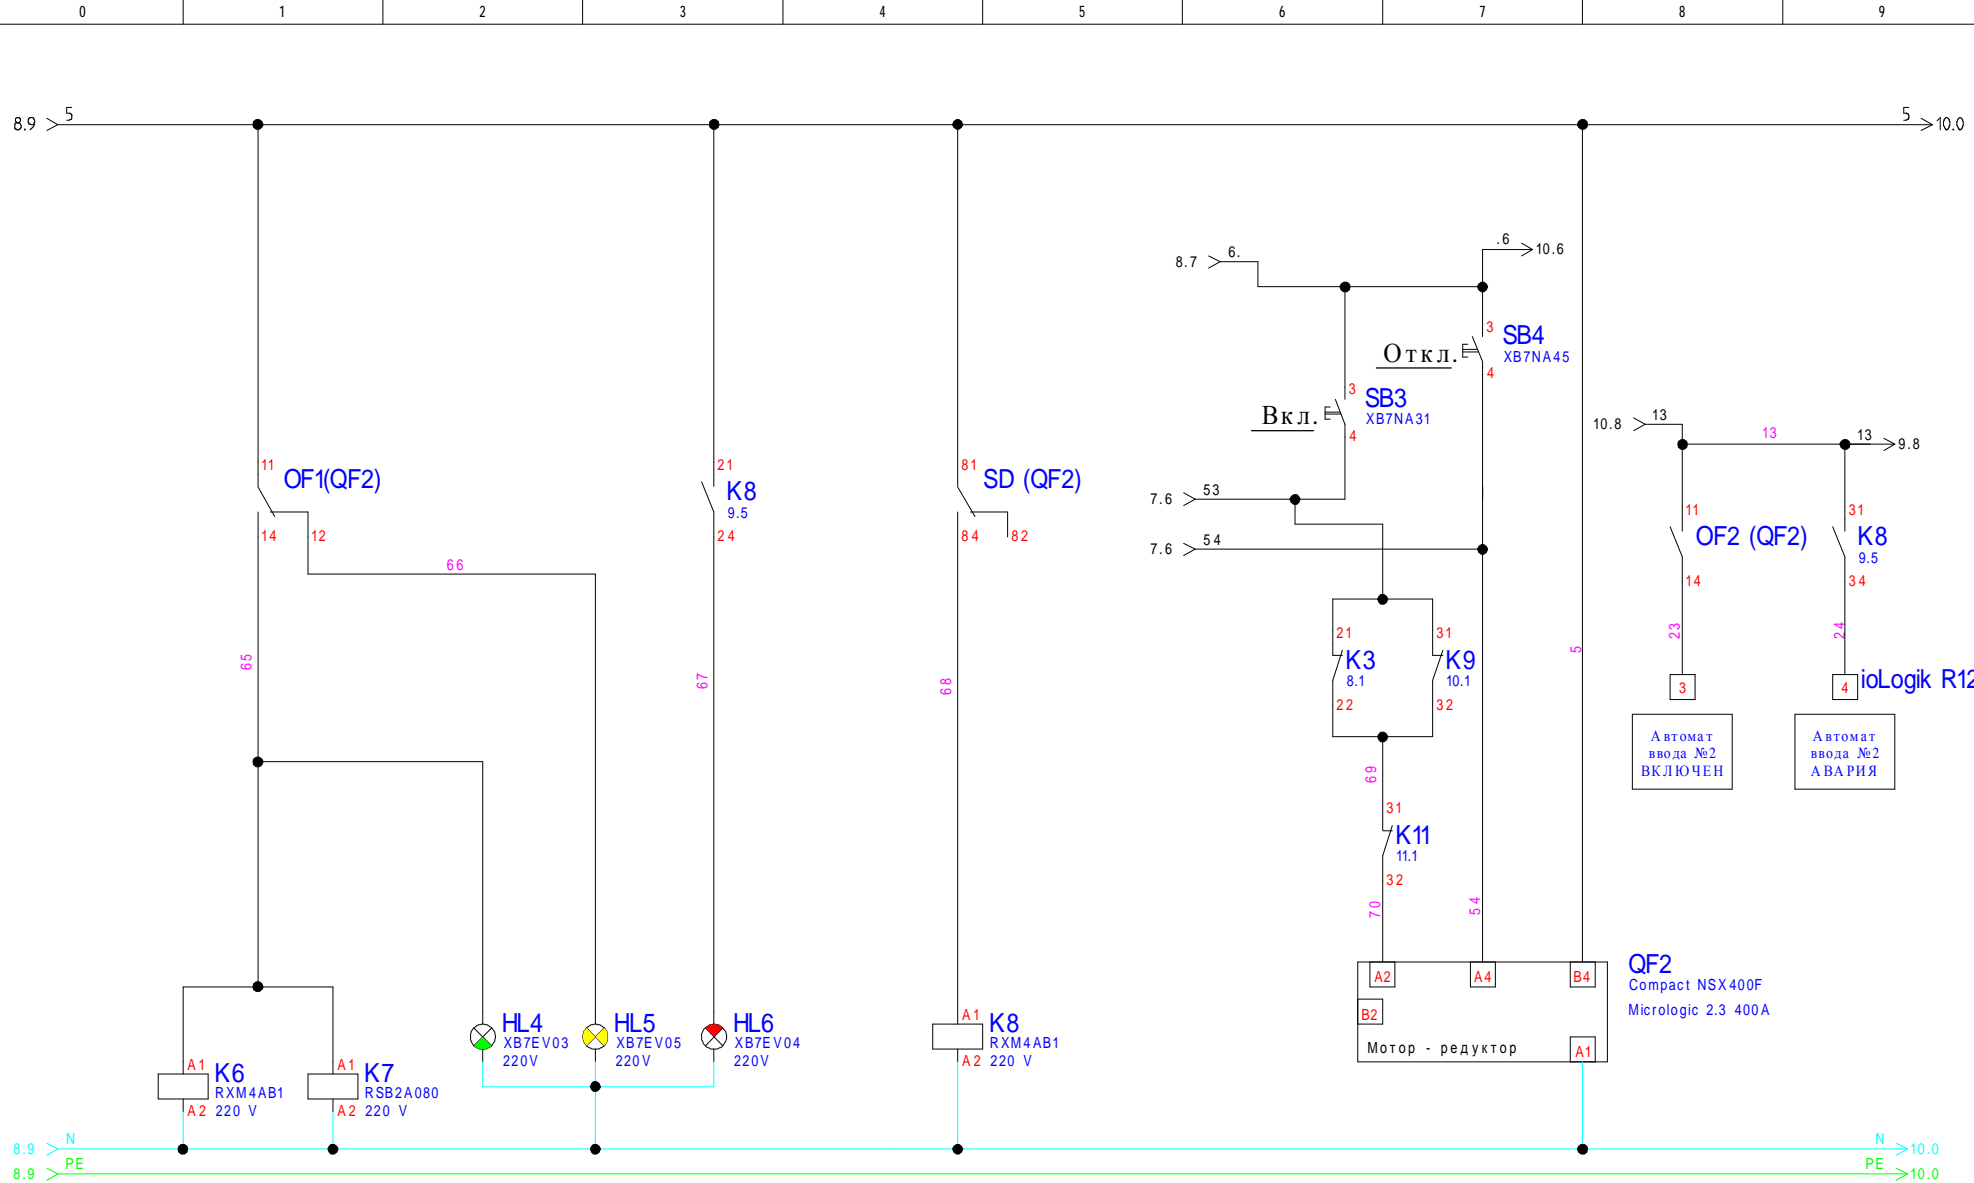 0 1 2 3 4 5 6 7 8 9
8.9 5 5 10.0
.6 10.6
8.7 6.
3 SB4
Откл. XB7NA45
4
3 SB3
Вкл. XB7NA31
4
10.8 13
13 13 9.8
11 OF1(QF2)
14 12
21 K8
9.5
24
81 SD (QF2)
84 82
7.6 53
7.6 54
11 OF2 (QF2)
14
31 K8
9.5
34
66
65
67
68
21 K3
8.1
22
31 K9
10.1
32
5
23
24
3
4 ioLogik R12
Автомат
ввода №2
ВКЛЮЧЕН
Автомат
ввода №2
АВАРИЯ
69
31 K11
11.1
32
70
54
A2 A4 B4
B2
Мотор - редуктор A1
QF2
Compact NSX400F
Micrologic 2.3 400A
HL4
XB7EV03
220V
HL5
XB7EV05
220V
HL6
XB7EV04
220V
A1 K8
RXM4AB1
A2 220 V
A1 K6
RXM4AB1
A2 220 V
A1 K7
RSB2A080
A2 220 V
8.9 N N 10.0
8.9 PE PE 10.0